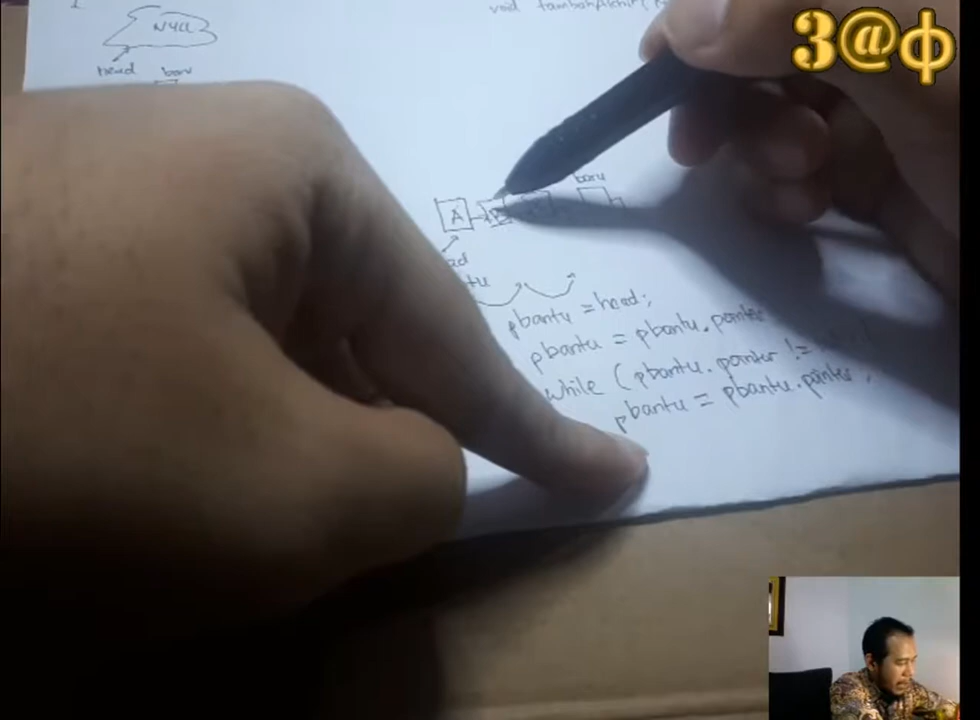 void tambahAkhir(
NULL
head baru
baru
A
pbantu = head;
pbantu = pbantu.pointer
while (pbantu.pointer !=
pbantu = pbantu.pointer;
3@ф